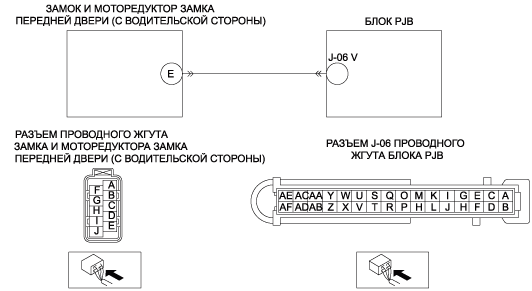 ЗАМОК И МОТОРЕДУКТОР ЗАМКА
ПЕРЕДНЕЙ ДВЕРИ (С ВОДИТЕЛЬСКОЙ СТОРОНЫ)
БЛОК PJB
E
J-06 V
РАЗЪЕМ ПРОВОДНОГО ЖГУТА
ЗАМКА И МОТОРЕДУКТОРА ЗАМКА
ПЕРЕДНЕЙ ДВЕРИ (С ВОДИТЕЛЬСКОЙ СТОРОНЫ)
РАЗЪЕМ J-06 ПРОВОДНОГО
ЖГУТА БЛОКА PJB
A
F
B
G
C
H
D
I
E
J
AE AC AA Y W U S Q O M K I G E C A
AF AD AB Z X V T R P H L J H F D B